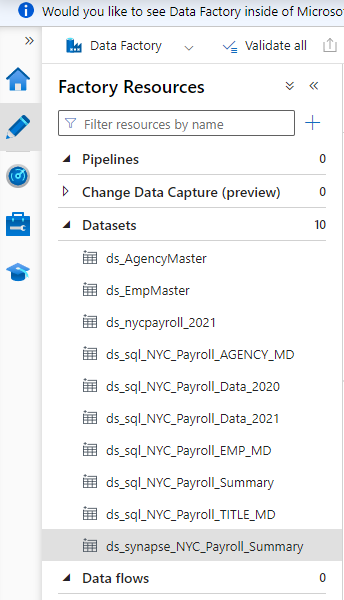 Would you like to see Data Factory inside of Microso
Data Factory Validate all
Factory Resources
Filter resources by name
Pipelines 0
Change Data Capture (preview) 0
Datasets 10
ds_AgencyMaster
ds_EmpMaster
ds_nycpayroll_2021
ds_sql_NYC_Payroll_AGENCY_MD
ds_sql_NYC_Payroll_Data_2020
ds_sql_NYC_Payroll_Data_2021
ds_sql_NYC_Payroll_EMP_MD
ds_sql_NYC_Payroll_Summary
ds_sql_NYC_Payroll_TITLE_MD
ds_synapse_NYC_Payroll_Summary
Data flows 0